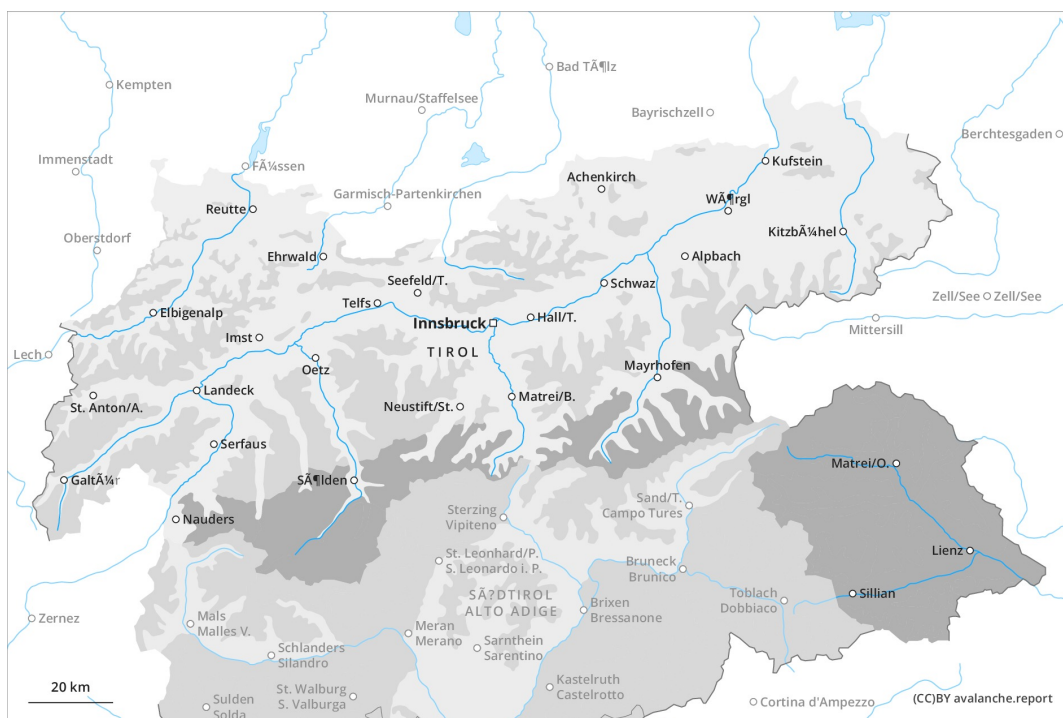 Kempten
Bad TÃ¶lz
Murnau/Staffelsee
Bayrischzell
Berchtesgaden
Immenstadt
FÃ¼ssen
Kufstein
Achenkirch
Garmisch-Partenkirchen
WÃ¶rgl
Reutte
KitzbÃ¼hel
Oberstdorf
Ehrwald
Alpbach
Seefeld/T.
Schwaz
Zell/See
Zell/See
Telfs
Elbigenalp
Hall/T.
Innsbruck
Mittersill
Imst
TIROL
Lech
Oetz
Mayrhofen
Landeck
St. Anton/A.
Neustift/St.
Matrei/B.
Serfaus
Matrei/O.
GaltÃ¼r
SÃ¶lden
Sand/T.
Campo Tures
Sterzing
Vipiteno
Nauders
Lienz
St. Leonhard/P.
S. Leonardo i. P.
Bruneck
Brunico
SÃ?DTIROL
ALTO ADIGE
Sillian
Toblach
Dobbiaco
Brixen
Bressanone
Zernez
Mals
Malles V.
Meran
Merano
Sarnthein
Sarentino
Schlanders
Silandro
Kastelruth
Castelrotto
20 km
St. Walburg
S. Valburga
Sulden
Solda
Cortina d'Ampezzo
(CC)BY avalanche.report